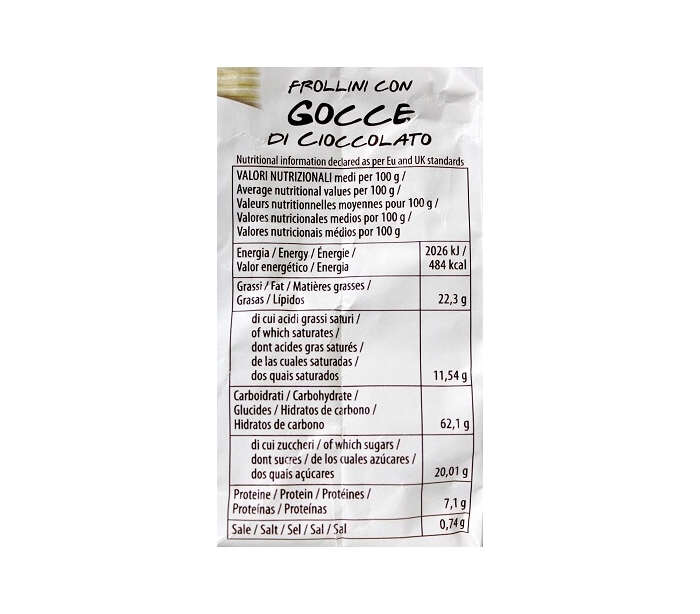 FROLLINI CON
GOCCE
DI CIOCCOLATO
Nutritional information declared as per Eu and UK standards
VALORI NUTRIZIONALI medi per 100 g /
Average nutritional values per 100 g /
Valeurs nutritionnelles moyennes pour 100 g /
Valores nutricionales medios por 100 g /
Valores nutricionais médios por 100 g
Energia / Energy / Énergie /
Valor energético / Energia
2026 kJ /
484 kcal
Grassi / Fat / Matières grasses /
Grasas / Lípidos
22,3 g
di cui acidi grassi saturi /
of which saturates /
dont acides gras saturés /
de las cuales saturadas /
dos quais saturados
11,54 g
Carboidrati / Carbohydrate /
Glucides / Hidratos de carbono /
Hidratos de carbono
62,1 g
di cui zuccheri / of which sugars /
dont sucres / de los cuales azúcares /
dos quais açúcares
20,01 g
Proteine / Protein / Protéines /
Proteínas / Proteínas
7,1 g
Sale / Salt / Sel / Sal / Sal
0,74 g